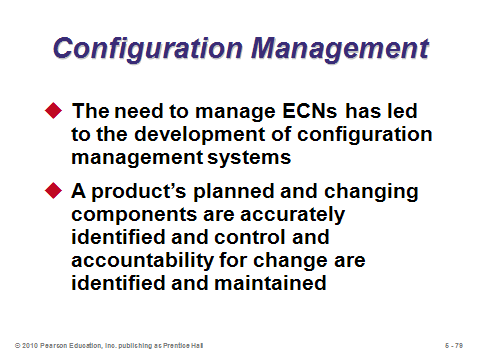 Configuration Management
The need to manage ECNs has led
to the development of configuration
management systems
A product's planned and changing
components are accurately
identified and control and
accountability for change are
identified and maintained
© 2010 Pearson Education, Inc. publishing as Prentice Hall
5 - 79